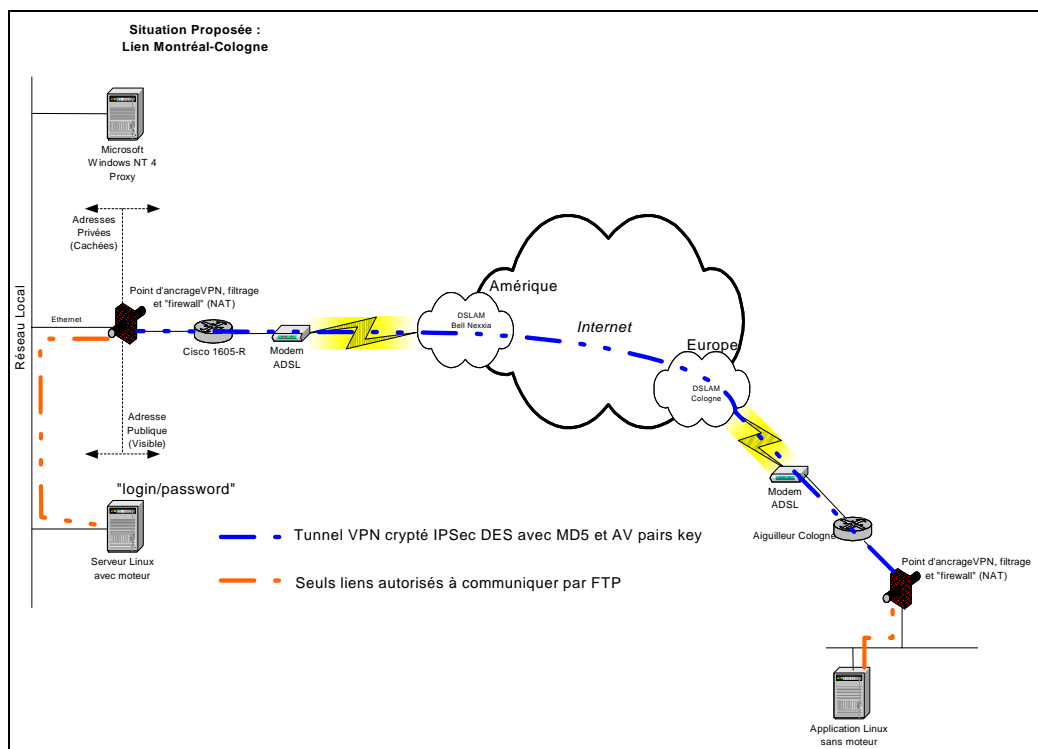 Situation Proposée :
Lien Montréal-Cologne
Microsoft
Windows NT 4
Proxy
Adresses
Privées
(Cachées)
Réseau Local
Point d'ancrageVPN, filtrage
et "firewall" (NAT)
Ethernet
Cisco 1605-R
Modem
ADSL
Amérique
DSLAM
Bell Nexxia
Internet
Europe
DSLAM
Cologne
Adresse
Publique
(Visible)
"login/password"
Serveur Linux
avec moteur
Modem
ADSL
Aiguilleur Cologne
Point d'ancrageVPN, filtrage
et "firewall" (NAT)
Tunnel VPN crypté IPSec DES avec MD5 et AV pairs key
Seuls liens autorisés à communiquer par FTP
Application Linux
sans moteur